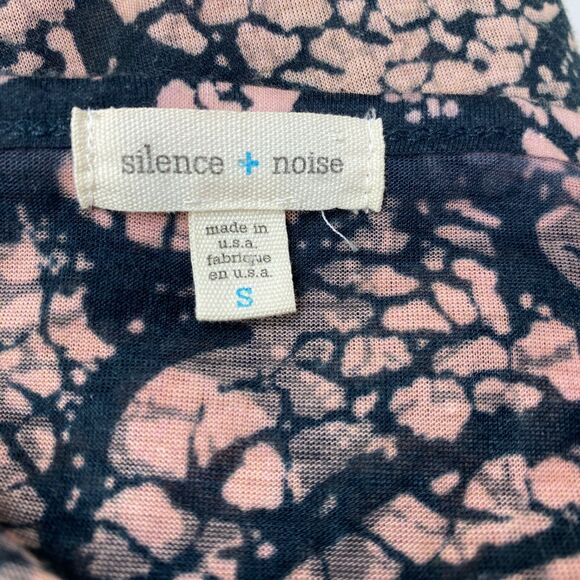 silence + noise
made in
u.s.a.
fabriqué
en u.s.a.
S